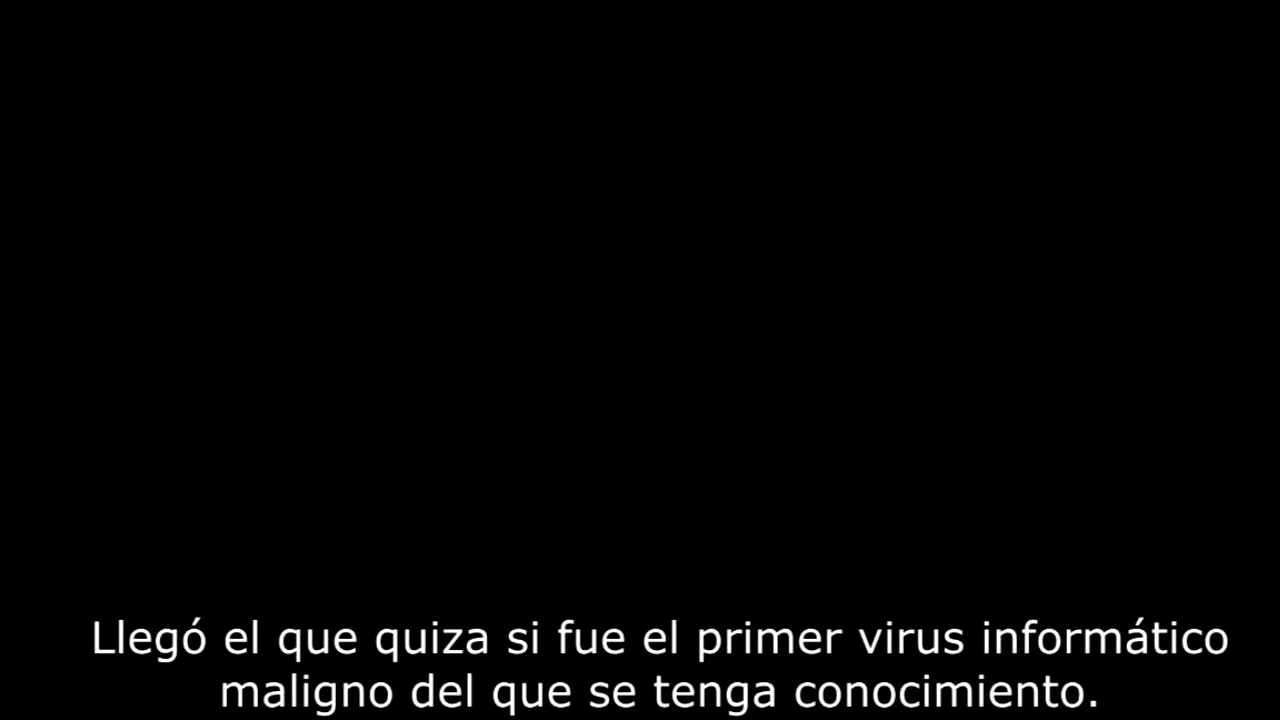 Llegó el que quiza si fue el primer virus informático
maligno del que se tenga conocimiento.